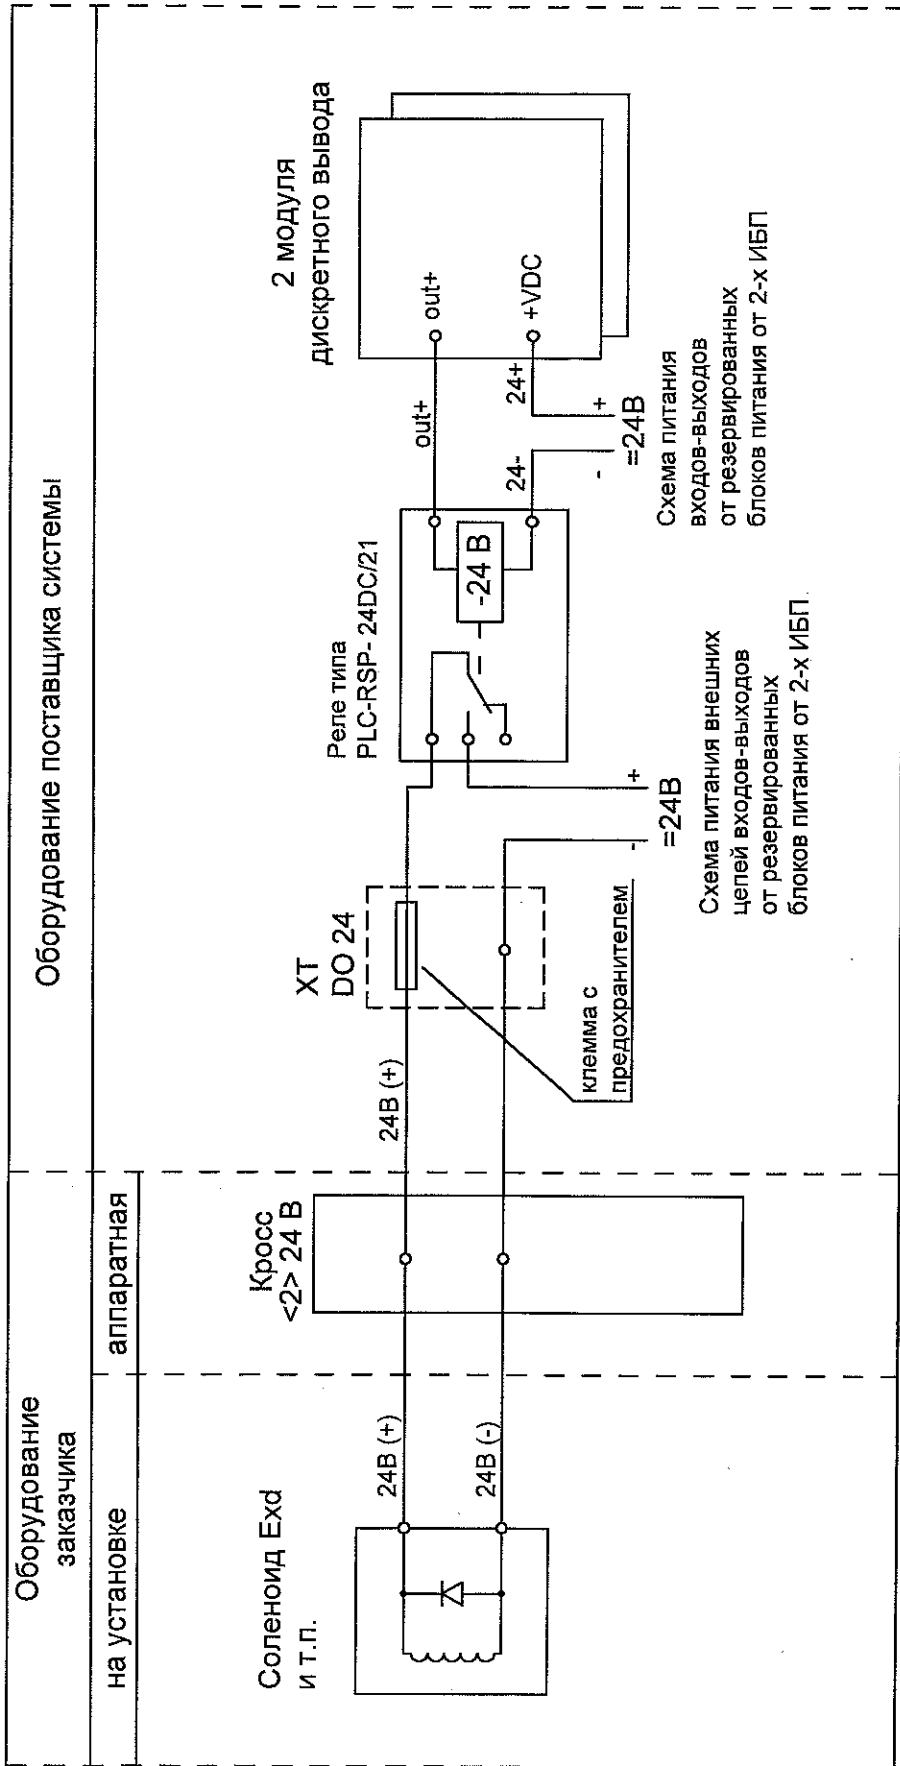 Оборудование
заказчика
Оборудование поставщика системы
на установке
аппаратная
Соленоид Exd
и т.п.
24В (+)
24В (-)
Кросс
<2> 24 В
24В (+)
XT
DO 24
клемма с
предохранителем
Реле типа
PLC-RSP- 24DC/21
-24 В
+
-
=24В
Схема питания внешних
цепей входов-выходов
от резервированных
блоков питания от 2-х ИБП.
out+
24-
24+
-
+
=24В
Схема питания
входов-выходов
от резервированных
блоков питания от 2-х ИБП
2 модуля
дискретного вывода
out+
+VDC